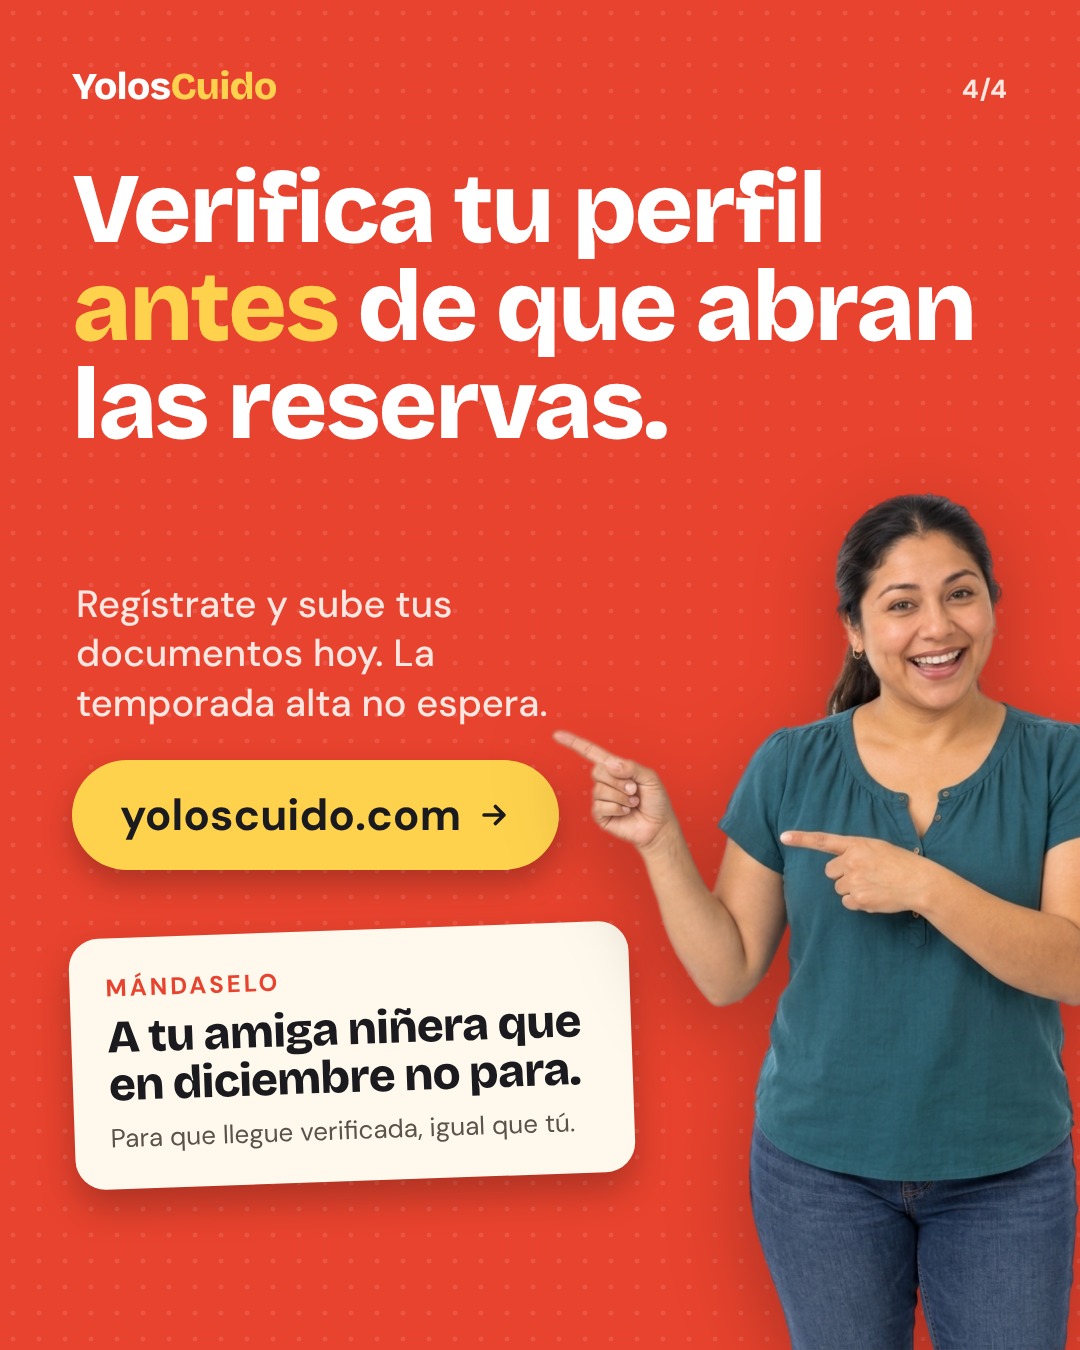 YolosCuido
4/4
Verifica tu perfil
antes de que abran
las reservas.
Regístrate y sube tus
documentos hoy. La
temporada alta no espera.
yoloscuido.com →
MÁNDASELO
A tu amiga niñera que
en diciembre no para.
Para que llegue verificada, igual que tú.